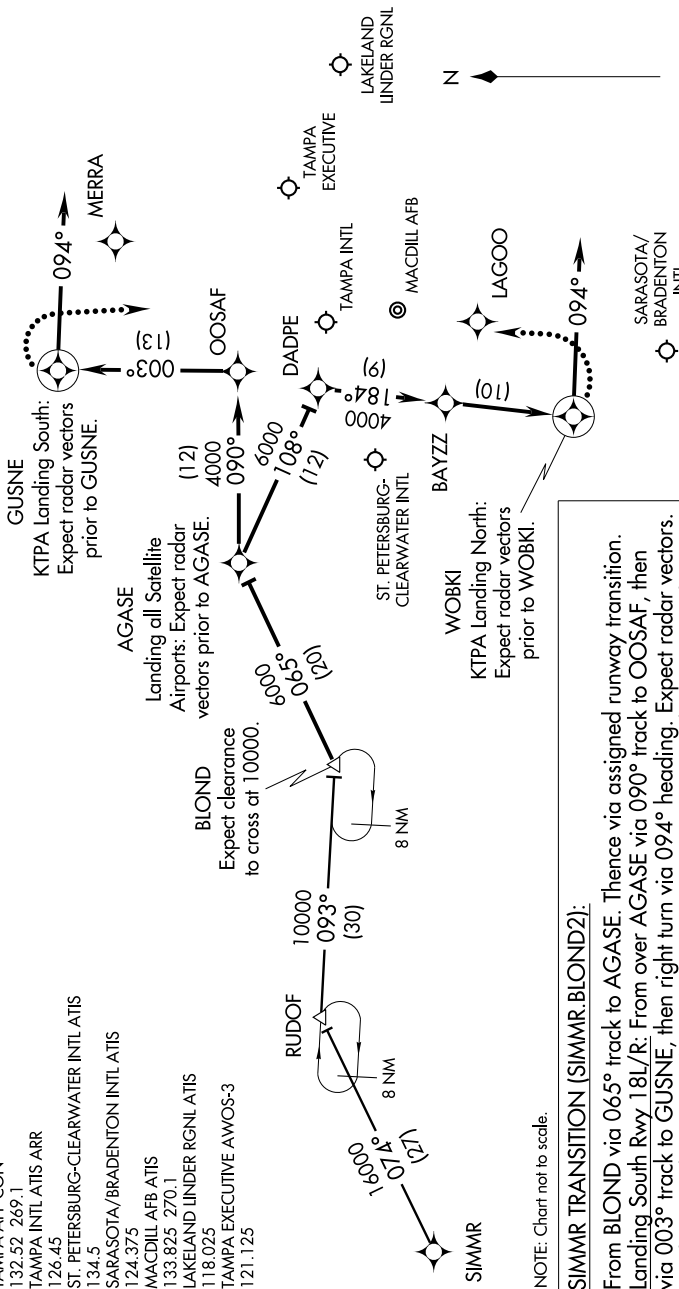 TAMPA APP CON
132.52 269.1
TAMPA INTL ATIS ARR
126.45
ST. PETERSBURG-CLEARWATER INTL ATIS
134.5
SARASOTA/BRADENTON INTL ATIS
124.375
MACDILL AFB ATIS
133.825 270.1
LAKELAND LINDER RGNL ATIS
118.025
TAMPA EXECUTIVE AWOS-3
121.125
GUSNE
KTPA Landing South:
Expect radar vectors
prior to GUSNE.
094°
MERRA
(13)
003°
OOSAF
AGASE
Landing all Satellite
Airports: Expect radar
vectors prior to AGASE.
(12)
4000
090°
6000
108°
(12)
DADPE
LAKELAND
LINDER RGNL
TAMPA
EXECUTIVE
TAMPA INTL
MACDILL AFB
N
BLOND
Expect clearance
to cross at 10000.
6000
065°
(20)
8 NM
ST. PETERSBURG-
CLEARWATER INTL
(9)
184°
4000
BAYZZ
(10)
LAGOO
094°
WOBKI
KTPA Landing North:
Expect radar vectors
prior to WOBKI.
SARASOTA/
BRADENTON
INTL
RUDOF
10000
093°
(30)
8 NM
SIMMR
16000
074°
(27)
NOTE: Chart not to scale.
SIMMR TRANSITION (SIMMR.BLOND2):
From BLOND via 065° track to AGASE. Thence via assigned runway transition.
Landing South Rwy 18L/R: From over AGASE via 090° track to OOSAF, then
via 003° track to GUSNE, then right turn via 094° heading. Expect radar vectors.